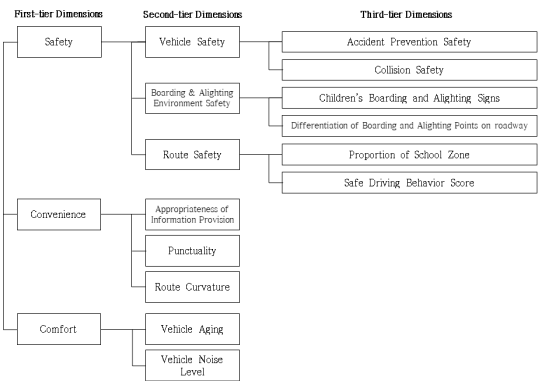 First-tier Dimensions Second-tier Dimensions Third-tier Dimensions
Safety Vehicle Safety Accident Prevention Safety
Collision Safety
Boarding & Alighting
Environment Safety
Children's Boarding and Alighting Signs
Differentiation of Boarding and Alighting Points on roadway
Route Safety Proportion of School Zone
Safe Driving Behavior Score
Convenience
Appropriateness of
Information Provision
Punctuality
Route Curvature
Comfort Vehicle Aging
Vehicle Noise
Level